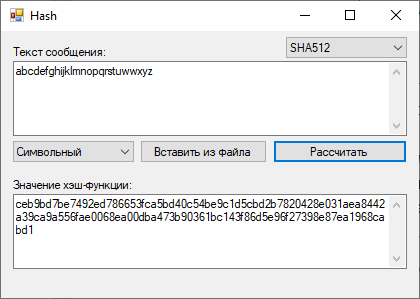 Hash
SHA512
Текст сообщения:
abcdefghijklmnopqrstuwwxyz
Символьный
Вставить из файла
Рассчитать
Значение хэш-функции:
ceb9bd7be7492ed786653fca5bd40c54be9c1d5cbd2b7820428e031aea8442
a39ca9a556fae0068ea00dba473b90361bc143f86d5e96f27398e87ea1968ca
bd1